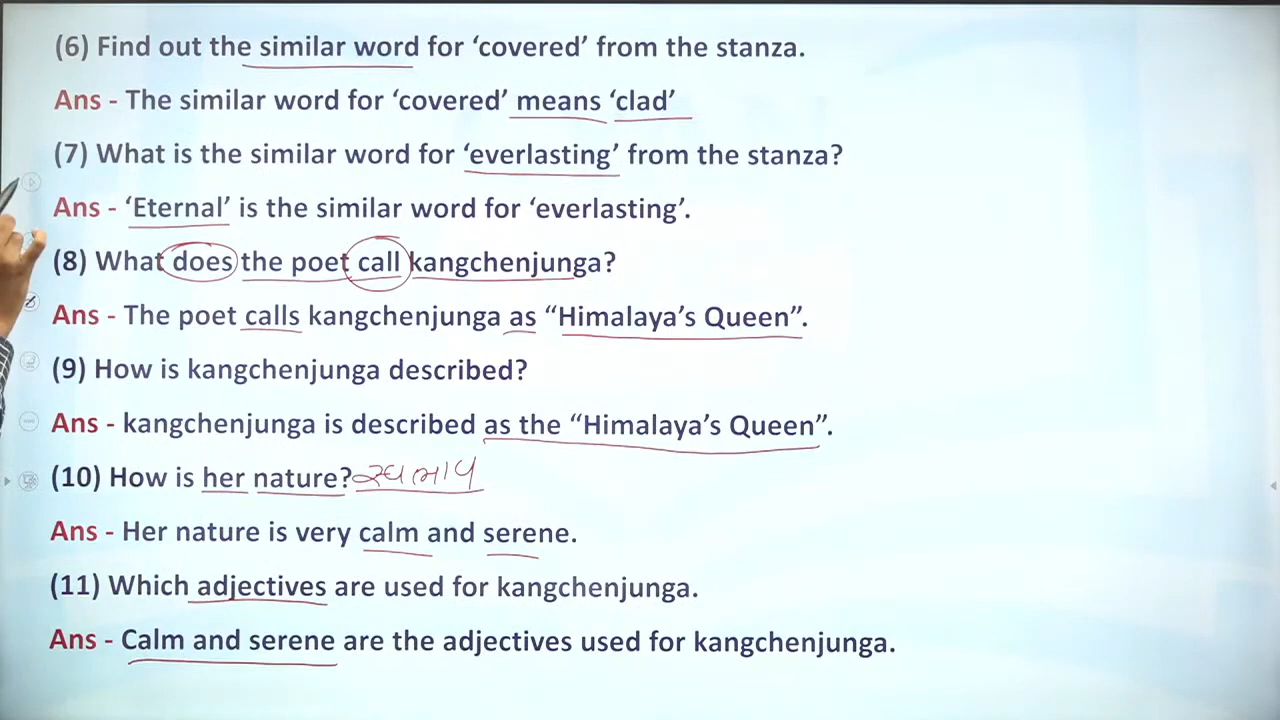 (6) Find out the similar word for ‘covered’ from the stanza.
Ans - The similar word for ‘covered’ means ‘clad’
(7) What is the similar word for ‘everlasting’ from the stanza?
Ans - ‘Eternal’ is the similar word for ‘everlasting’.
(8) What does the poet call kangchenjunga?
Ans - The poet calls kangchenjunga as “Himalaya’s Queen”.
(9) How is kangchenjunga described?
Ans - kangchenjunga is described as the “Himalaya’s Queen”.
(10) How is her nature? स्वभाव
Ans - Her nature is very calm and serene.
(11) Which adjectives are used for kangchenjunga.
Ans - Calm and serene are the adjectives used for kangchenjunga.